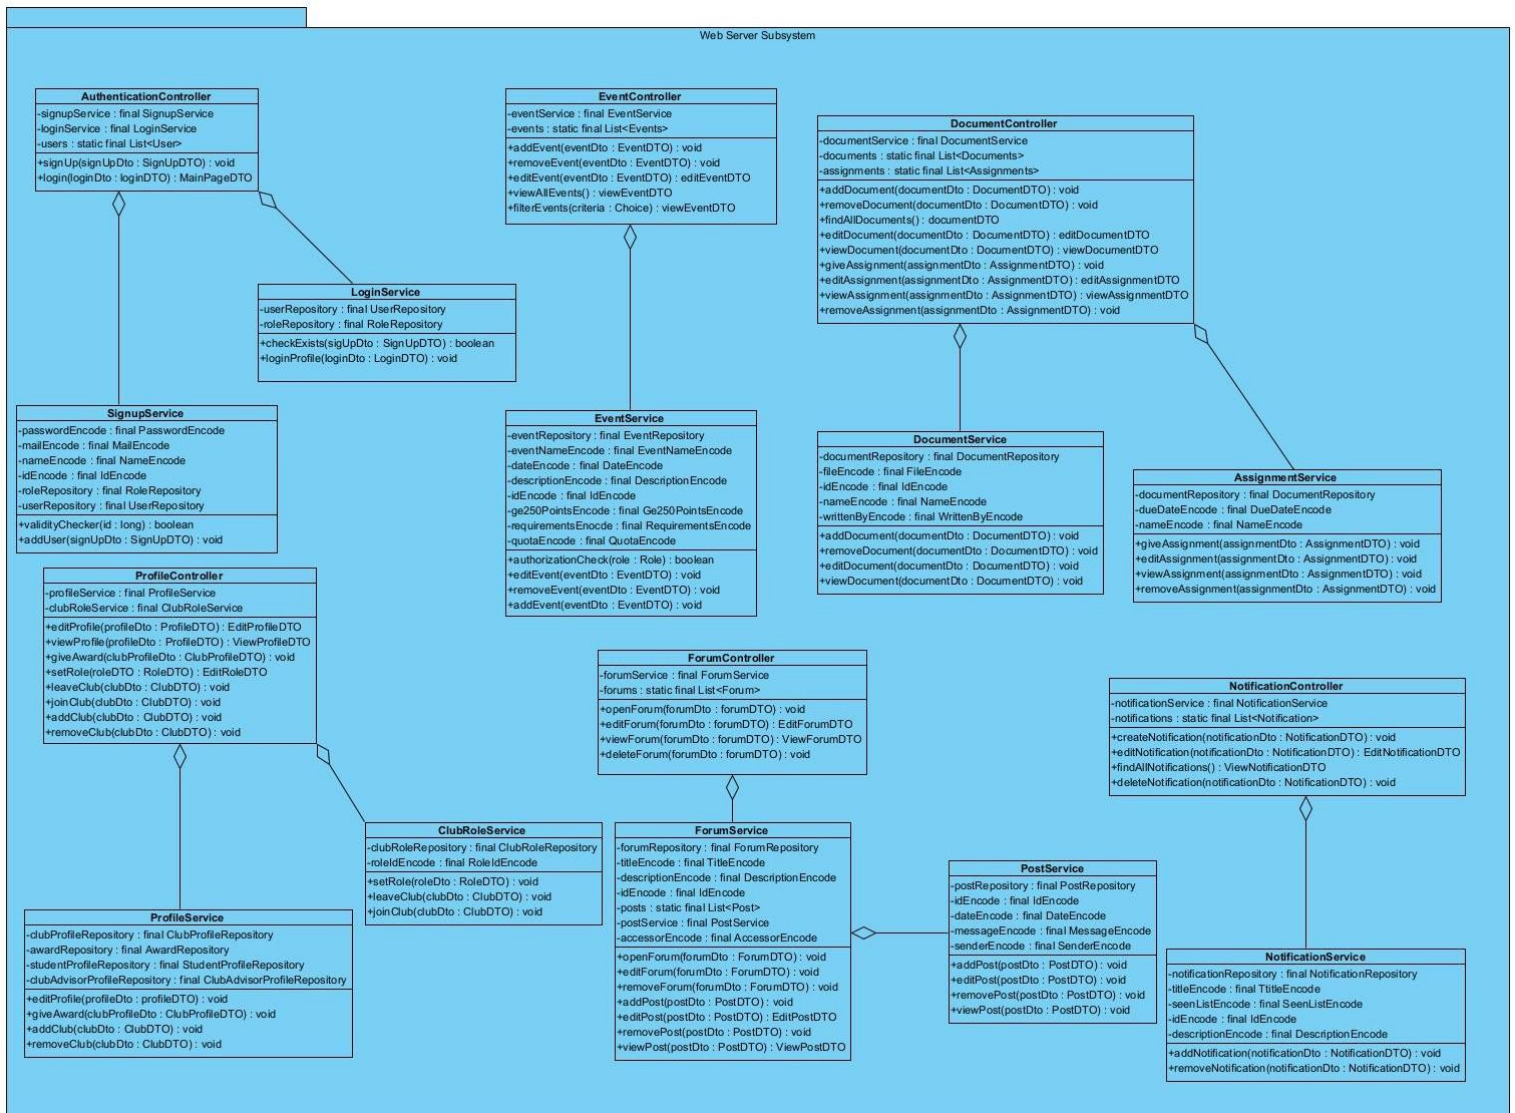 Web Server Subsystem
AuthenticationController
-signupService : final SignupService
-loginService : final LoginService
-users : static final List<User>
+signUp(signUpDto : SignUpDTO) : void
+login(loginDto : loginDTO) : MainPageDTO
EventController
-eventService : final EventService
-events : static final List<Events>
+addEvent(eventDto : EventDTO) : void
+removeEvent(eventDto : EventDTO) : void
+editEvent(eventDto : EventDTO) : editEventDTO
+viewAllEvents() : viewEventDTO
+filterEvents(criteria : Choice) : viewEventDTO
DocumentController
-documentService : final DocumentService
-documents : static final List<Documents>
-assignments : static final List<Assignments>
+addDocument(documentDto : DocumentDTO) : void
+removeDocument(documentDto : DocumentDTO) : void
+findAllDocuments() : documentDTO
+editDocument(documentDto : DocumentDTO) : editDocumentDTO
+viewDocument(documentDto : DocumentDTO) : viewDocumentDTO
+giveAssignment(assignmentDto : AssignmentDTO) : void
+editAssignment(assignmentDto : AssignmentDTO) : editAssignmentDTO
+viewAssignment(assignmentDto : AssignmentDTO) : viewAssignmentDTO
+removeAssignment(assignmentDto : AssignmentDTO) : void
LoginService
-userRepository : final UserRepository
-roleRepository : final RoleRepository
+checkExists(sigUpDto : SignUpDTO) : boolean
+loginProfile(loginDto : LoginDTO) : void
SignupService
-passwordEncode : final PasswordEncode
-mailEncode : final MailEncode
-nameEncode : final NameEncode
-idEncode : final IdEncode
-roleRepository : final RoleRepository
-userRepository : final UserRepository
+validityChecker(id : long) : boolean
+addUser(signUpDto : SignUpDTO) : void
EventService
-eventRepository : final EventRepository
-eventNameEncode : final EventNameEncode
-dateEncode : final DateEncode
-descriptionEncode : final DescriptionEncode
-idEncode : final IdEncode
-ge250PointsEncode : final Ge250PointsEncode
-requirementsEnocde : final RequirementsEncode
-quotaEncode : final QuotaEncode
+authorizationCheck(role : Role) : boolean
+editEvent(eventDto : EventDTO) : void
+removeEvent(eventDto : EventDTO) : void
+addEvent(eventDto : EventDTO) : void
DocumentService
-documentRepository : final DocumentRepository
-fileEncode : final FileEncode
-idEncode : final IdEncode
-nameEncode : final NameEncode
-writtenByEncode : final WrittenByEncode
+addDocument(documentDto : DocumentDTO) : void
+removeDocument(documentDto : DocumentDTO) : void
+editDocument(documentDto : DocumentDTO) : void
+viewDocument(documentDto : DocumentDTO) : void
AssignmentService
-documentRepository : final DocumentRepository
-dueDateEncode : final DueDateEncode
-nameEncode : final NameEncode
+giveAssignment(assignmentDto : AssignmentDTO) : void
+editAssignment(assignmentDto : AssignmentDTO) : void
+viewAssignment(assignmentDto : AssignmentDTO) : void
+removeAssignment(assignmentDto : AssignmentDTO) : void
ProfileController
-profileService : final ProfileService
-clubRoleService : final ClubRoleService
+editProfile(profileDto : ProfileDTO) : EditProfileDTO
+viewProfile(profileDto : ProfileDTO) : ViewProfileDTO
+giveAward(clubProfileDto : ClubProfileDTO) : void
+setRole(roleDTO : RoleDTO) : EditRoleDTO
+leaveClub(clubDto : ClubDTO) : void
+joinClub(clubDto : ClubDTO) : void
+addClub(clubDto : ClubDTO) : void
+removeClub(clubDto : ClubDTO) : void
ForumController
-forumService : final ForumService
-forums : static final List<Forum>
+openForum(forumDto : forumDTO) : void
+editForum(forumDto : forumDTO) : EditForumDTO
+viewForum(forumDto : forumDTO) : ViewForumDTO
+deleteForum(forumDto : forumDTO) : void
NotificationController
-notificationService : final NotificationService
-notifications : static final List<Notification>
+createNotification(notificationDto : NotificationDTO) : void
+editNotification(notificationDto : NotificationDTO) : EditNotificationDTO
+findAllNotifications() : ViewNotificationDTO
+deleteNotification(notificationDto : NotificationDTO) : void
ClubRoleService
-clubRoleRepository : final ClubRoleRepository
-roleIdEncode : final RoleIdEncode
+setRole(roleDto : RoleDTO) : void
+leaveClub(clubDto : ClubDTO) : void
+joinClub(clubDto : ClubDTO) : void
ForumService
-forumRepository : final ForumRepository
-titleEncode : final TitleEncode
-descriptionEncode : final DescriptionEncode
-idEncode : final IdEncode
-posts : static final List<Post>
-postService : final PostService
-accessorEncode : final AccessorEncode
+openForum(forumDto : ForumDTO) : void
+editForum(forumDto : ForumDTO) : void
+removeForum(forumDto : ForumDTO) : void
+addPost(postDto : PostDTO) : void
+editPost(postDto : PostDTO) : EditPostDTO
+removePost(postDto : PostDTO) : void
+viewPost(postDto : PostDTO) : ViewPostDTO
PostService
-postRepository : final PostRepository
-idEncode : final IdEncode
-dateEncode : final DateEncode
-messageEncode : final MessageEncode
-senderEncode : final SenderEncode
+addPost(postDto : PostDTO) : void
+editPost(postDto : PostDTO) : void
+removePost(postDto : PostDTO) : void
+viewPost(postDto : PostDTO) : void
ProfileService
-clubProfileRepository : final ClubProfileRepository
-awardRepository : final AwardRepository
-studentProfileRepository : final StudentProfileRepository
-clubAdvisorProfileRepository : final ClubAdvisorProfileRepository
+editProfile(profileDto : profileDTO) : void
+giveAward(clubProfileDto : ClubProfileDTO) : void
+addClub(clubDto : ClubDTO) : void
+removeClub(clubDto : ClubDTO) : void
NotificationService
-notificationRepository : final NotificationRepository
-titleEncode : final TtitleEncode
-seenListEncode : final SeenListEncode
-idEncode : final IdEncode
-descriptionEncode : final DescriptionEncode
+addNotification(notificationDto : NotificationDTO) : void
+removeNotification(notificationDto : NotificationDTO) : void